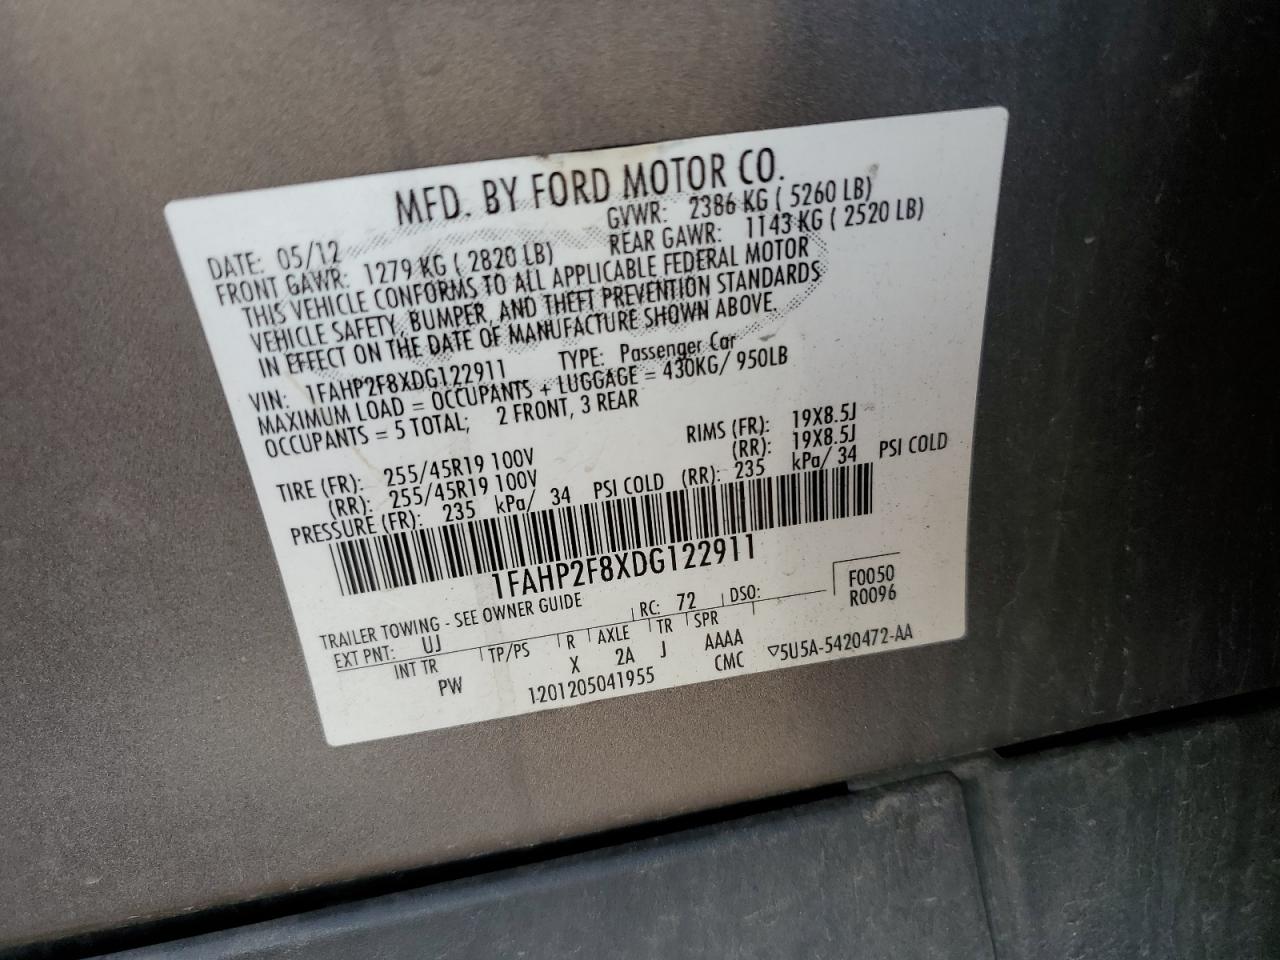 MFD. BY FORD MOTOR CO.
DATE: 05/12 GVWR: 2386 KG ( 5260 LB)
FRONT GAWR: 1279 KG ( 2820 LB) REAR GAWR: 1143 KG ( 2520 LB)
THIS VEHICLE CONFORMS TO ALL APPLICABLE FEDERAL MOTOR
VEHICLE SAFETY, BUMPER, AND THEFT PREVENTION STANDARDS
IN EFFECT ON THE DATE OF MANUFACTURE SHOWN ABOVE.
VIN: 1FAHP2F8XDG122911 TYPE: Passenger Car
MAXIMUM LOAD = OCCUPANTS + LUGGAGE = 430KG/ 950LB
OCCUPANTS = 5 TOTAL; 2 FRONT, 3 REAR
TIRE (FR): 255/45R19 100V RIMS (FR): 19X8.5J
(RR): 255/45R19 100V (RR): 19X8.5J
PRESSURE (FR): 235 kPa/ 34 PSI COLD (RR): 235 kPa/ 34 PSI COLD
1FAHP2F8XDG122911
TRAILER TOWING - SEE OWNER GUIDE F0050
EXT PNT: UJ RC: 72 DSO: R0096
INT TR TP/PS R AXLE TR SPR
PW X 2A J AAAA
1201205041955 CMC ▽5U5A-5420472-AA